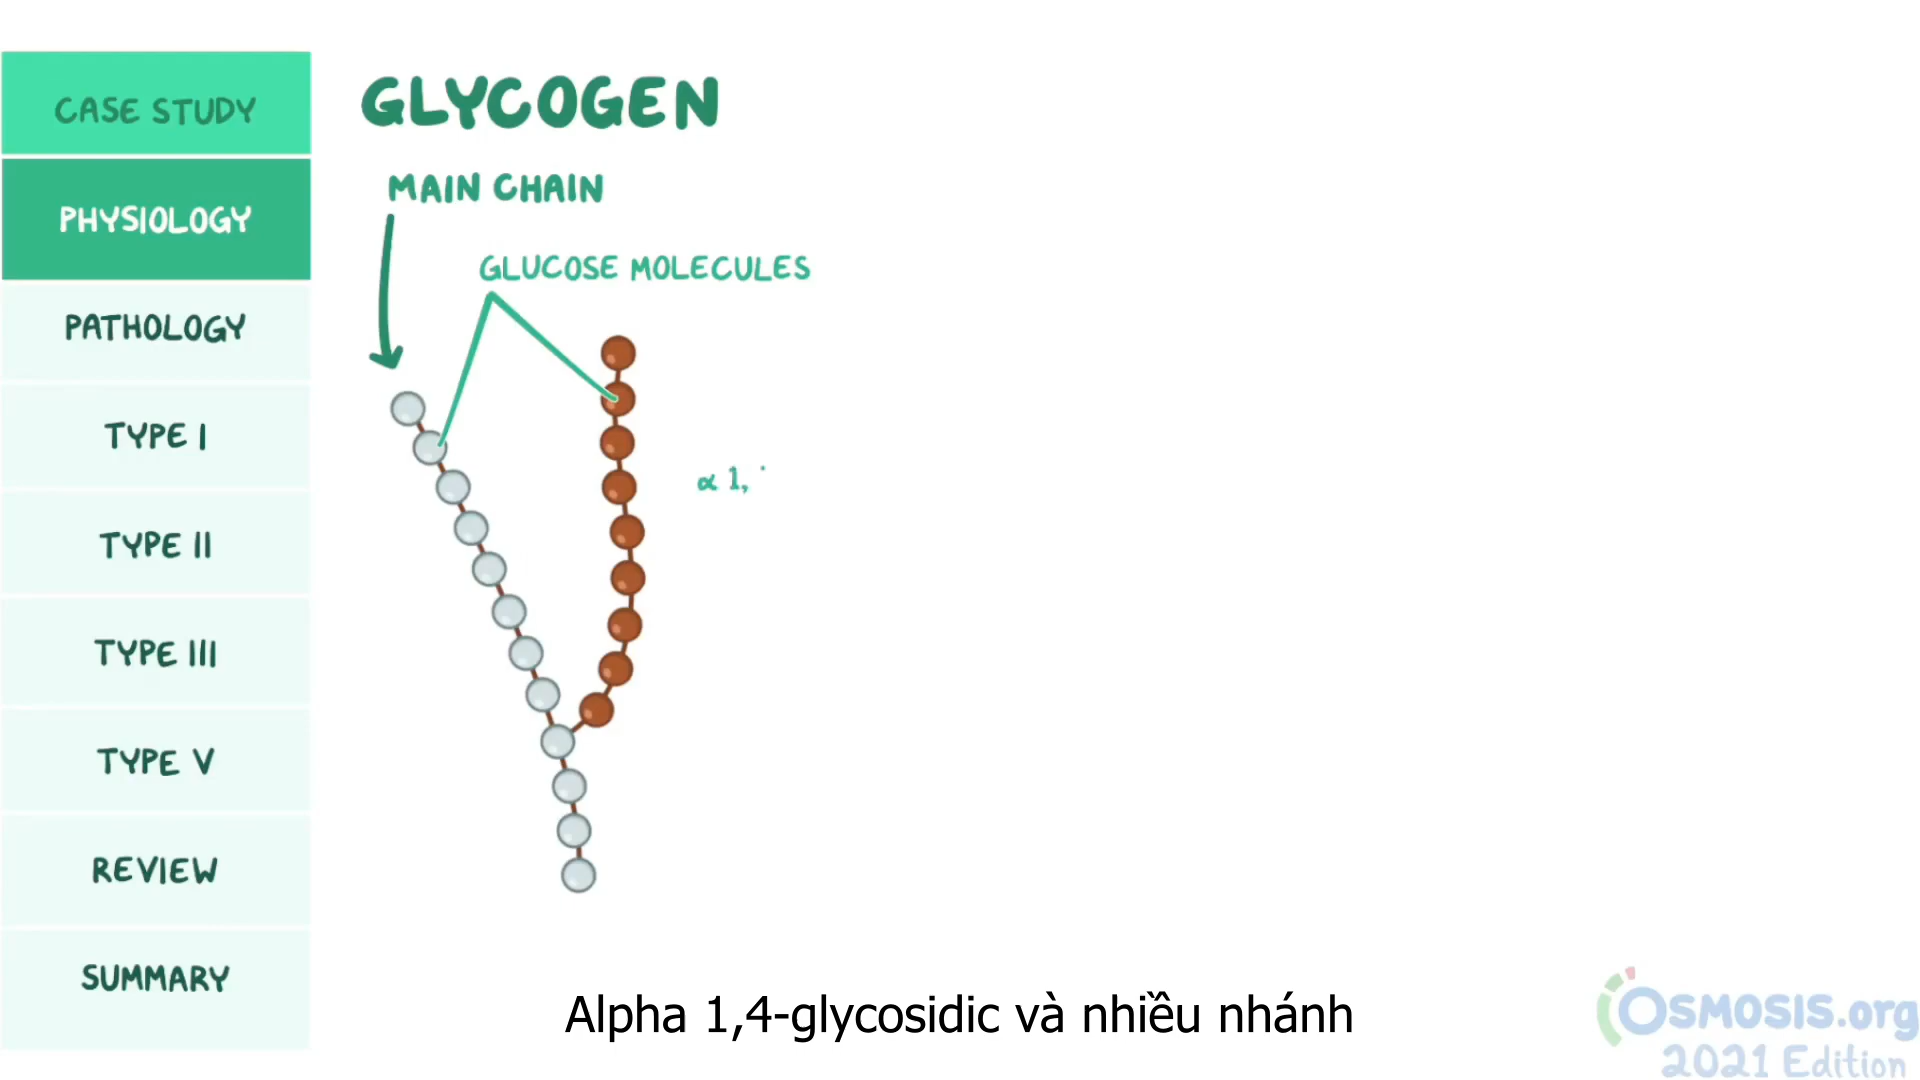 CASE STUDY
PHYSIOLOGY
PATHOLOGY
TYPE I
TYPE II
TYPE III
TYPE V
REVIEW
SUMMARY
GLYCOGEN
MAIN CHAIN
GLUCOSE MOLECULES
α 1,
Alpha 1,4-glycosidic và nhiều nhánh
OSMOSIS.org
2021 Edition